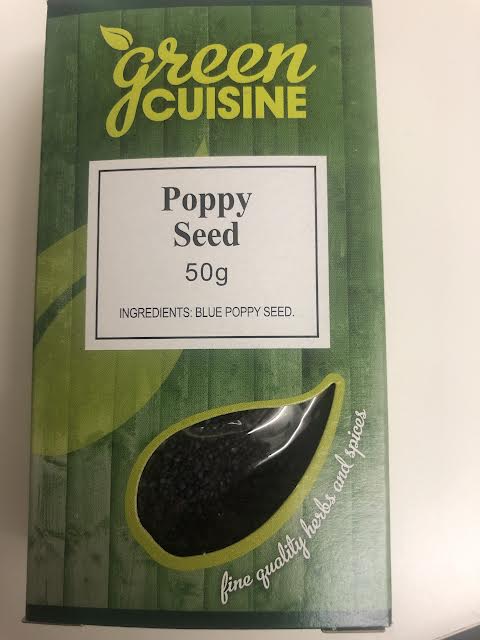 green
CUISINE
Poppy
Seed
50g
INGREDIENTS: BLUE POPPY SEED.
fine quality herbs and spices